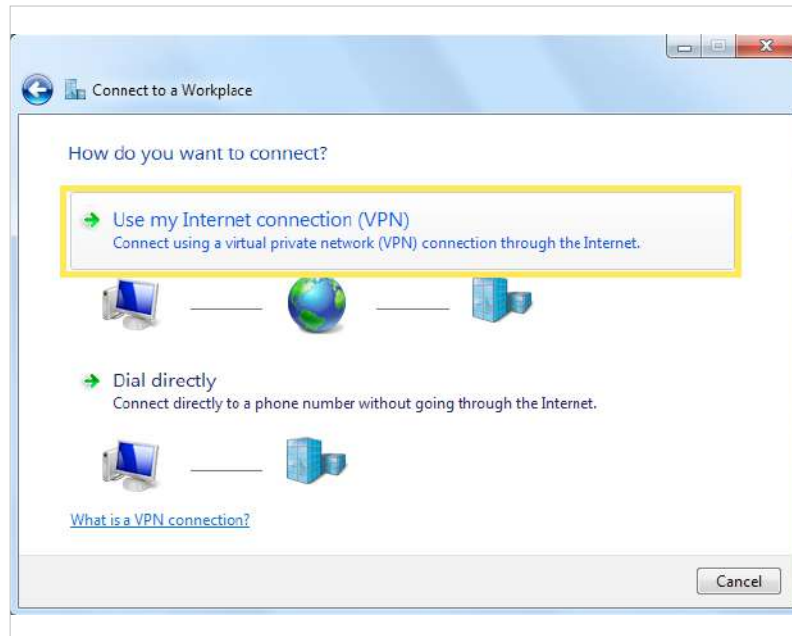 Connect to a Workplace
How do you want to connect?
Use my Internet connection (VPN)
Connect using a virtual private network (VPN) connection through the Internet.
Dial directly
Connect directly to a phone number without going through the Internet.
What is a VPN connection?
Cancel